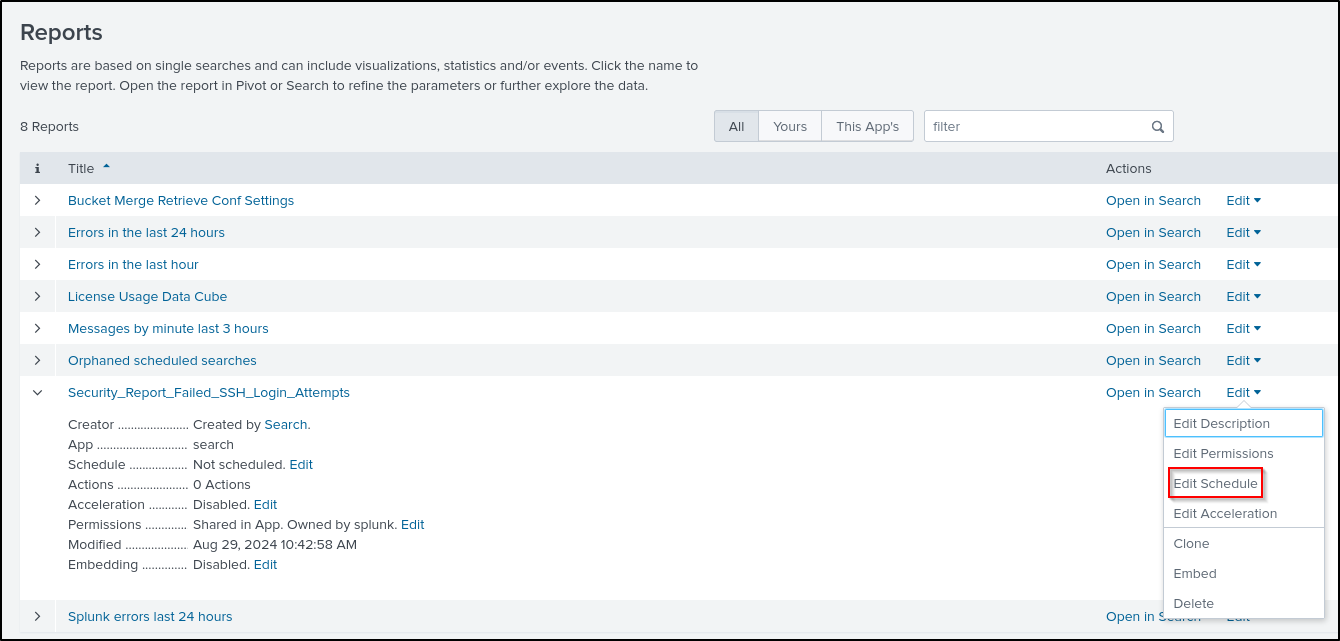 Reports
Reports are based on single searches and can include visualizations, statistics and/or events. Click the name to
view the report. Open the report in Pivot or Search to refine the parameters or further explore the data.
8 Reports
All Yours This App's filter
i Title Actions
Bucket Merge Retrieve Conf Settings Open in Search Edit
Errors in the last 24 hours Open in Search Edit
Errors in the last hour Open in Search Edit
License Usage Data Cube Open in Search Edit
Messages by minute last 3 hours Open in Search Edit
Orphaned scheduled searches Open in Search Edit
Security_Report_Failed_SSH_Login_Attempts Open in Search Edit
Creator ...................... Created by Search.
App ............................ search
Schedule .................. Not scheduled. Edit
Actions ...................... 0 Actions
Acceleration ............ Disabled. Edit
Permissions ............. Shared in App. Owned by splunk. Edit
Modified ................... Aug 29, 2024 10:42:58 AM
Embedding .............. Disabled. Edit
Edit Description
Edit Permissions
Edit Schedule
Edit Acceleration
Clone
Embed
Delete
Splunk errors last 24 hours Open in Search Edit